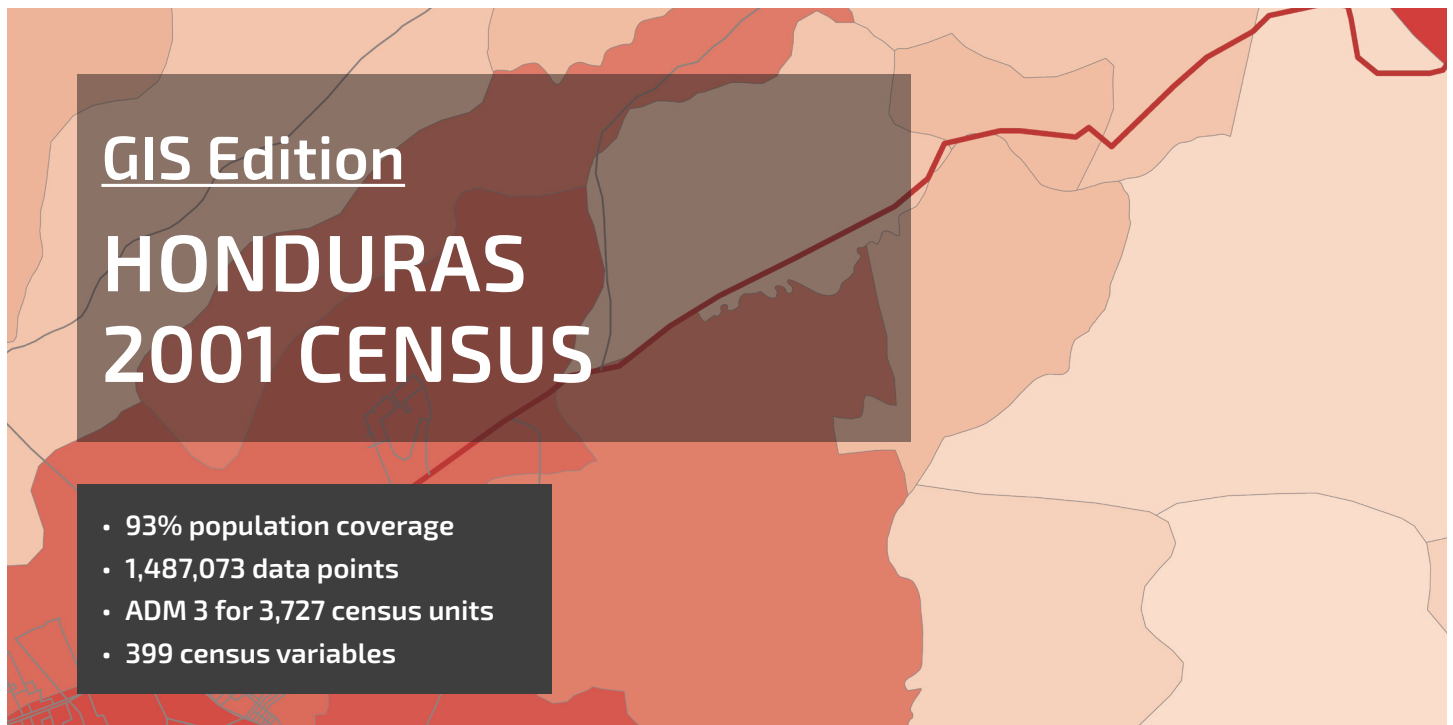 GIS Edition
HONDURAS
2001 CENSUS
• 93% population coverage
• 1,487,073 data points
• ADM 3 for 3,727 census units
• 399 census variables